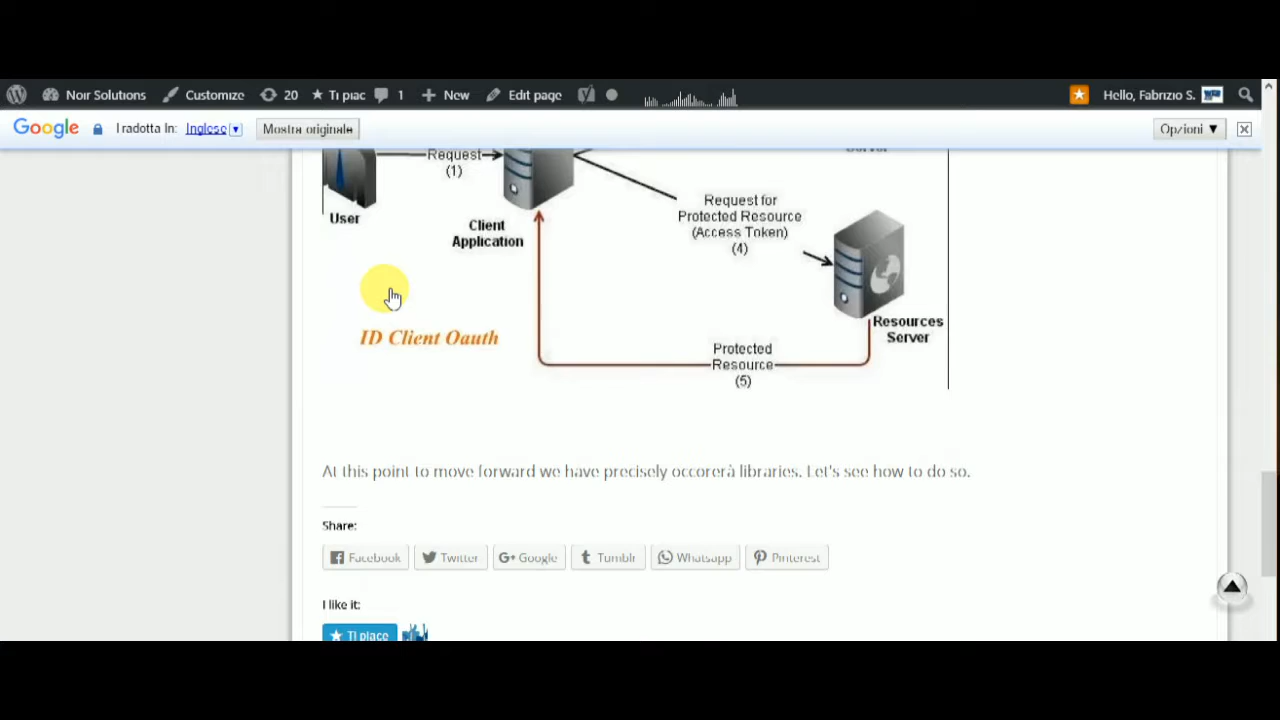 Noir Solutions Customize 20 Ti piac 1 New Edit page Hello, Fabrizio S.
Google Tradotta In: Inglese Mostra originale Opzioni
Request
(1)
User
Client
Application
Request for
Protected Resource
(Access Token)
(4)
Resources
Server
ID Client Oauth
Protected
Resource
(5)
At this point to move forward we have precisely occorerà libraries. Let's see how to do so.
Share:
Facebook Twitter G+ Google Tumblr Whatsapp Pinterest
I like it:
Ti piace